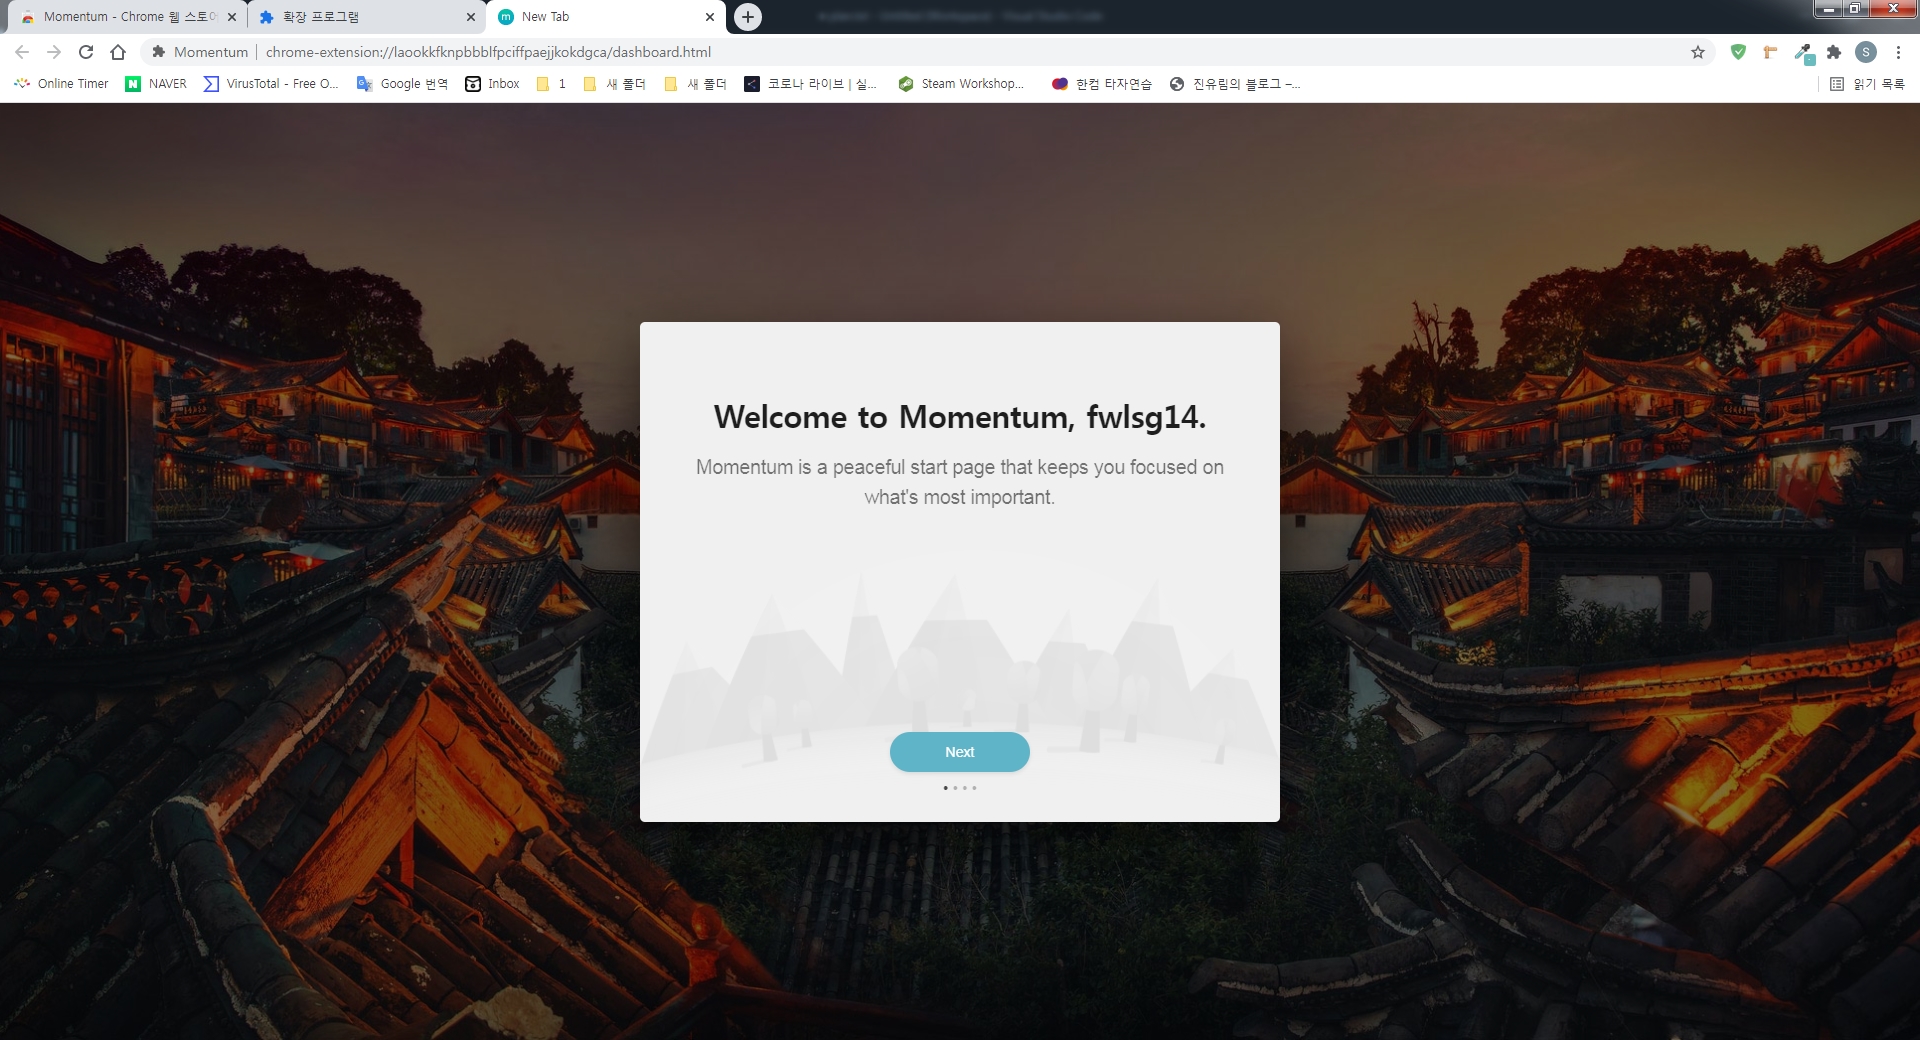 Momentum - Chrome 웹 스토어
확장 프로그램
New Tab
Momentum | chrome-extension://laookkfknpbbblfpciffpaejjkokdgca/dashboard.html
S
Online Timer
NAVER
VirusTotal - Free O...
Google 번역
Inbox
1
새 폴더
새 폴더
코로나 라이브 | 실...
Steam Workshop...
한컴 타자연습
진유림의 블로그 –...
읽기 목록
Welcome to Momentum, fwlsg14.
Momentum is a peaceful start page that keeps you focused on
what's most important.
Next